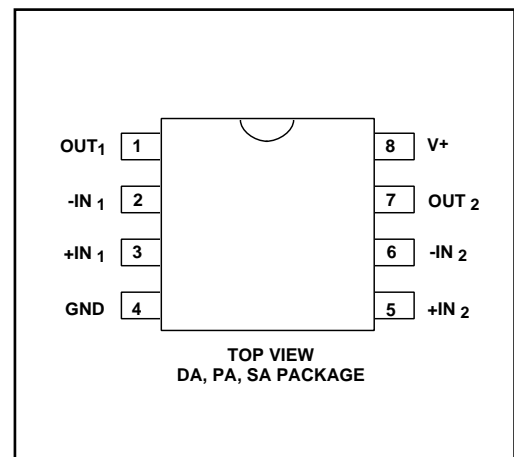 OUT1 1 8 V+
-IN 1 2 7 OUT 2
+IN 1 3 6 -IN 2
GND 4 5 +IN 2
TOP VIEW
DA, PA, SA PACKAGE